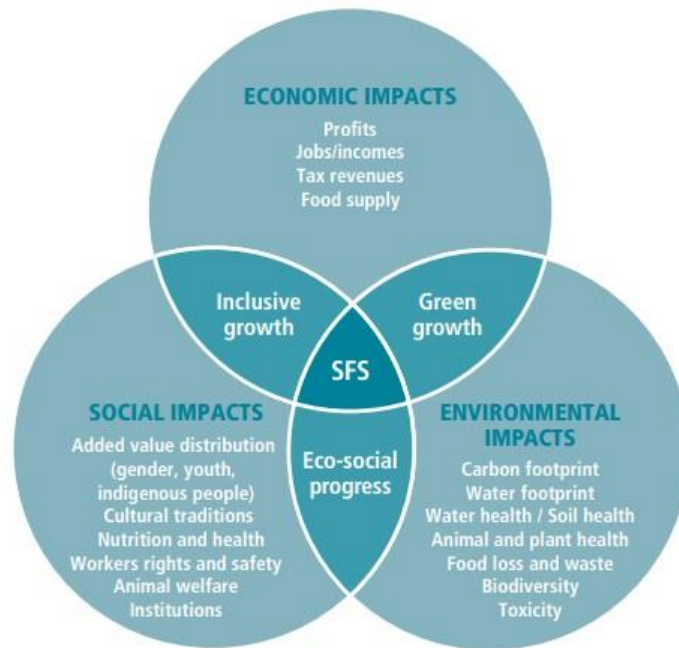 ECONOMIC IMPACTS
Profits
Jobs/incomes
Tax revenues
Food supply
Inclusive
growth
Green
growth
SFS
SOCIAL IMPACTS
Added value distribution
(gender, youth,
indigenous people)
Cultural traditions
Nutrition and health
Workers rights and safety
Animal welfare
Institutions
Eco-social
progress
ENVIRONMENTAL
IMPACTS
Carbon footprint
Water footprint
Water health / Soil health
Animal and plant health
Food loss and waste
Biodiversity
Toxicity